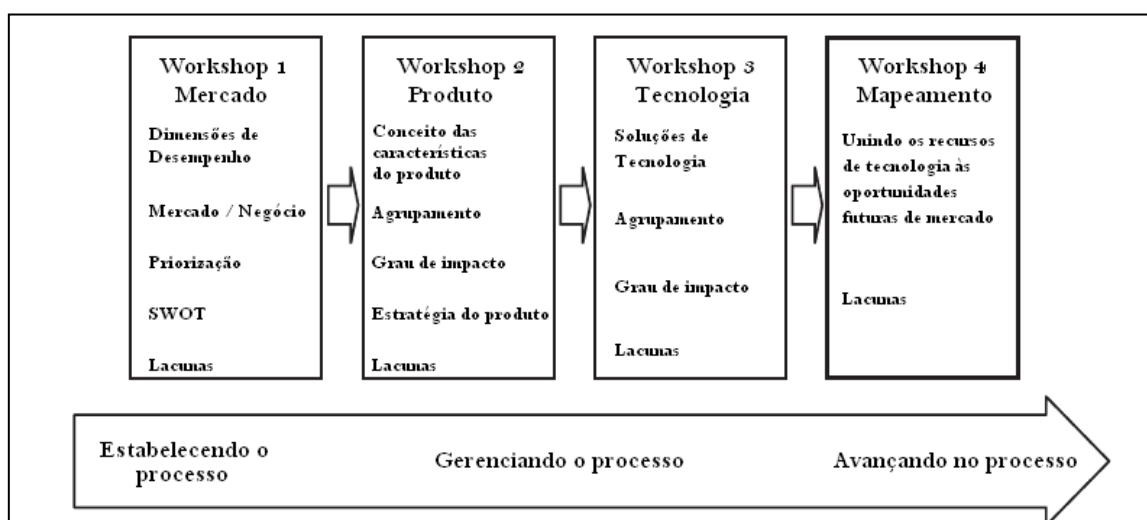 Workshop 1
Mercado
Dimensões de
Desempenho
Mercado / Negócio
Priorização
SWOT
Lacunas
Workshop 2
Produto
Conceito das
características
do produto
Agrupamento
Grau de impacto
Estratégia do produto
Lacunas
Workshop 3
Tecnologia
Soluções de
Tecnologia
Agrupamento
Grau de impacto
Lacunas
Workshop 4
Mapeamento
Unindo os recursos
de tecnologia às
oportunidades
futuras de mercado
Lacunas
Estabelecendo o
processo
Gerenciando o processo
Avançando no processo